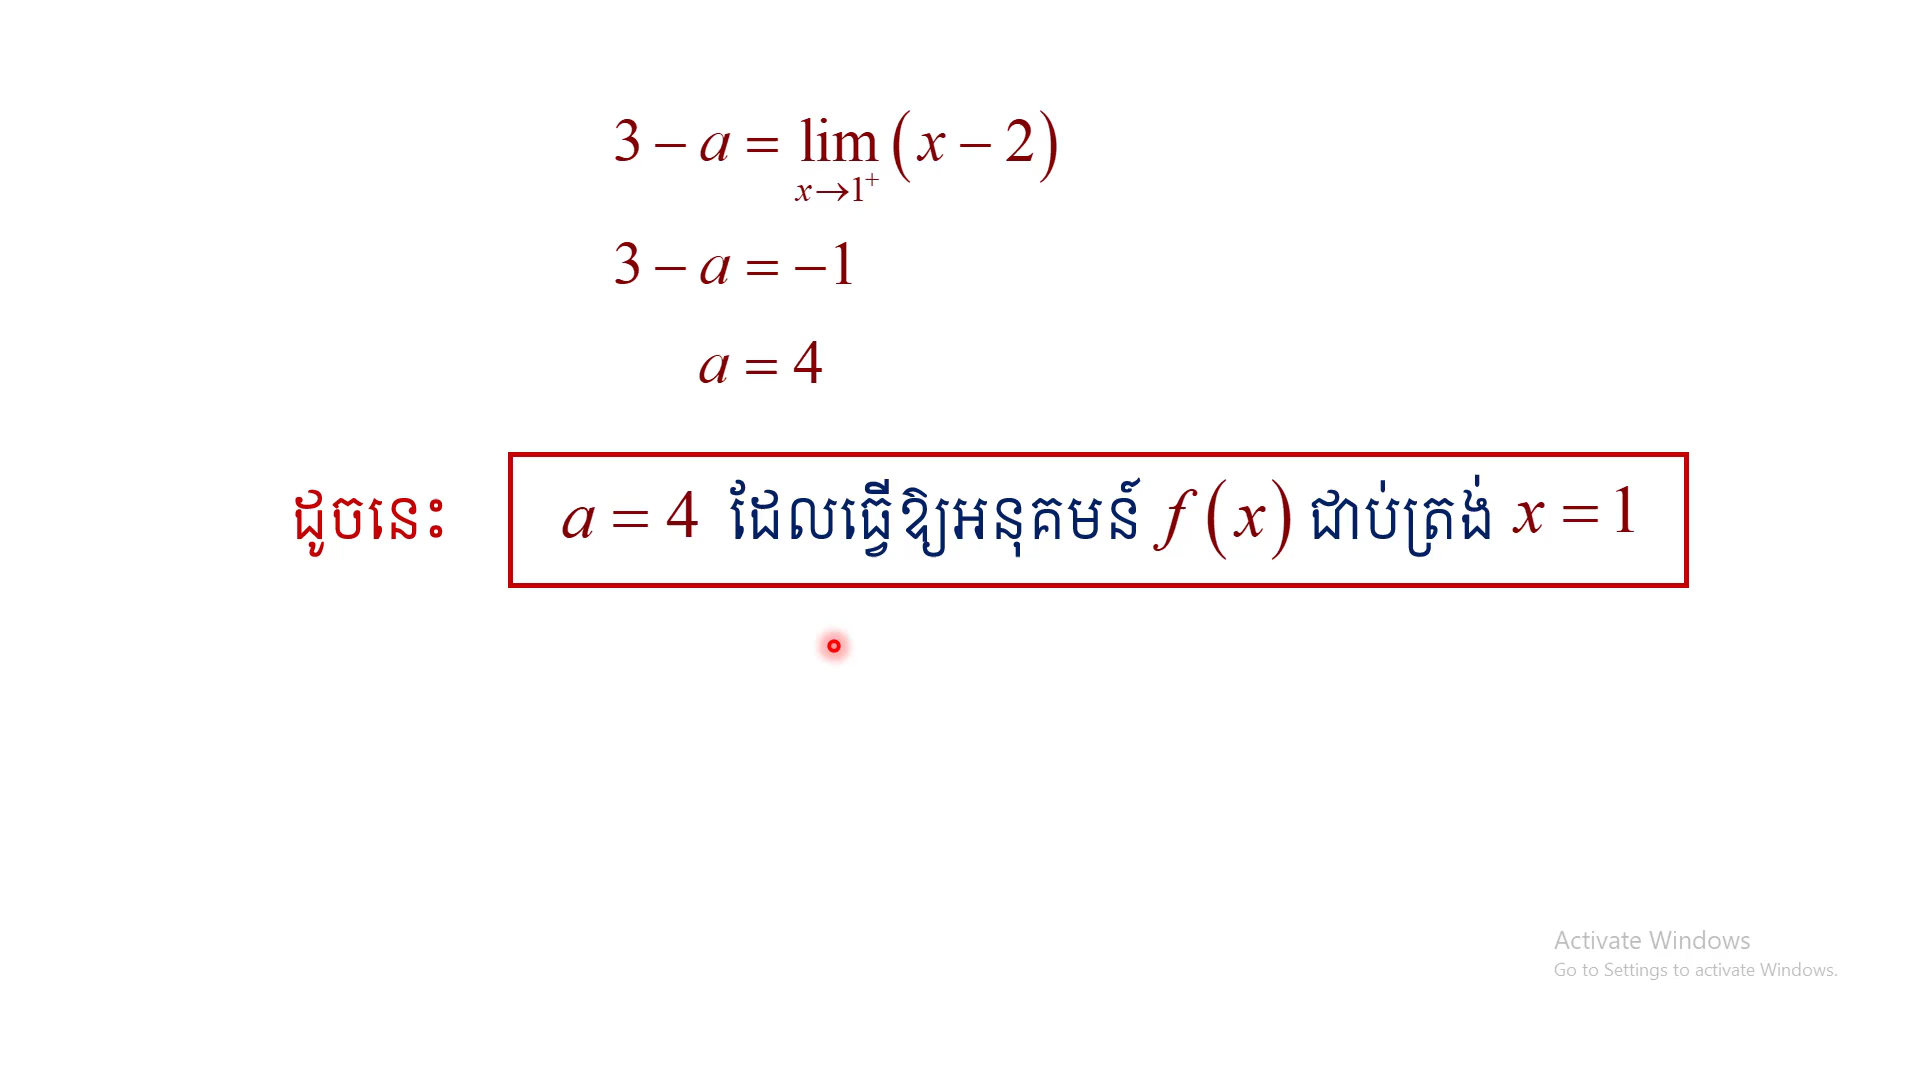 3 − a = lim (x − 2)
x→1⁺
3 − a = −1
a = 4
ដូចនេះ a = 4 ដែលធ្វើឱ្យអនុគមន៍ f(x) ជាប់ត្រង់ x = 1
Activate Windows
Go to Settings to activate Windows.